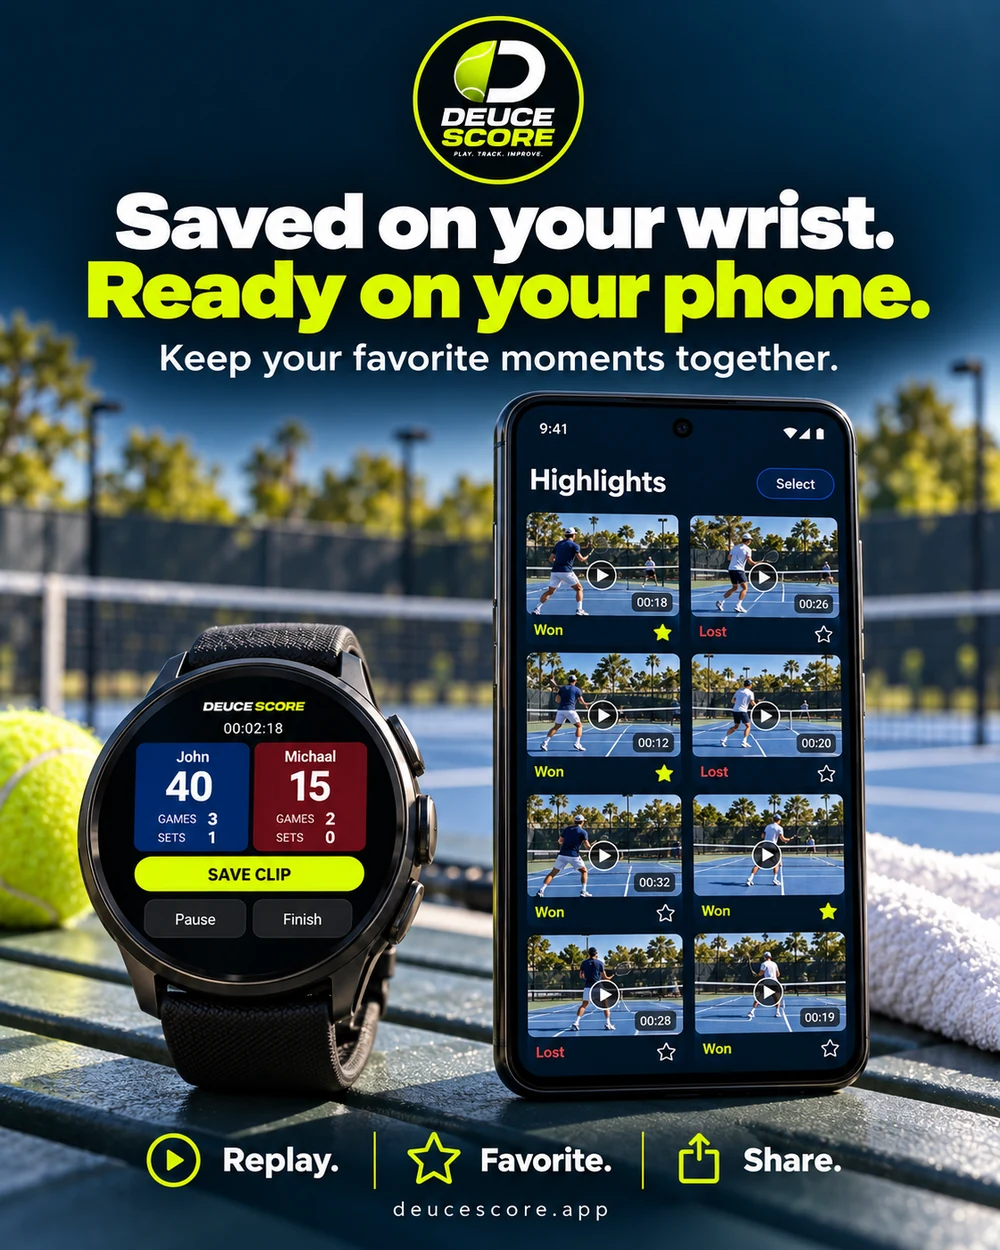 DEUCE
SCORE
PLAY. TRACK. IMPROVE.
Saved on your wrist.
Ready on your phone.
Keep your favorite moments together.
DEUCE SCORE
00:02:18
John
40
GAMES 3
SETS 1
Michaal
15
GAMES 2
SETS 0
SAVE CLIP
Pause
Finish
9:41
Highlights
Select
00:18
00:26
Won
Lost
00:12
00:20
Won
Lost
00:32
Won
Won
00:28
00:19
Lost
Won
Replay.
Favorite.
Share.
deucescore.app